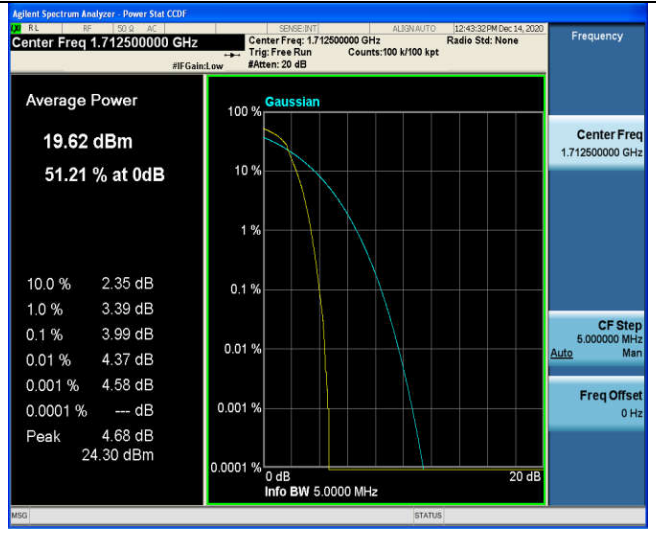 Agilent Spectrum Analyzer - Power Stat CCDF
RL RF 50 Ω AC SENSE:INT ALIGN AUTO 12:43:32 PM Dec 14, 2020
Center Freq 1.712500000 GHz
Center Freq: 1.712500000 GHz Radio Std: None
Trig: Free Run Counts:100 k/100 kpt
#IFGain:Low #Atten: 20 dB
Frequency
Average Power
19.62 dBm
51.21 % at 0dB
10.0 % 2.35 dB
1.0 % 3.39 dB
0.1 % 3.99 dB
0.01 % 4.37 dB
0.001 % 4.58 dB
0.0001 % --- dB
Peak 4.68 dB
24.30 dBm
Gaussian
100 %
10 %
1 %
0.1 %
0.01 %
0.001 %
0.0001 %
0 dB 20 dB
Info BW 5.0000 MHz
Center Freq
1.712500000 GHz
CF Step
5.000000 MHz
Auto Man
Freq Offset
0 Hz
MSG STATUS